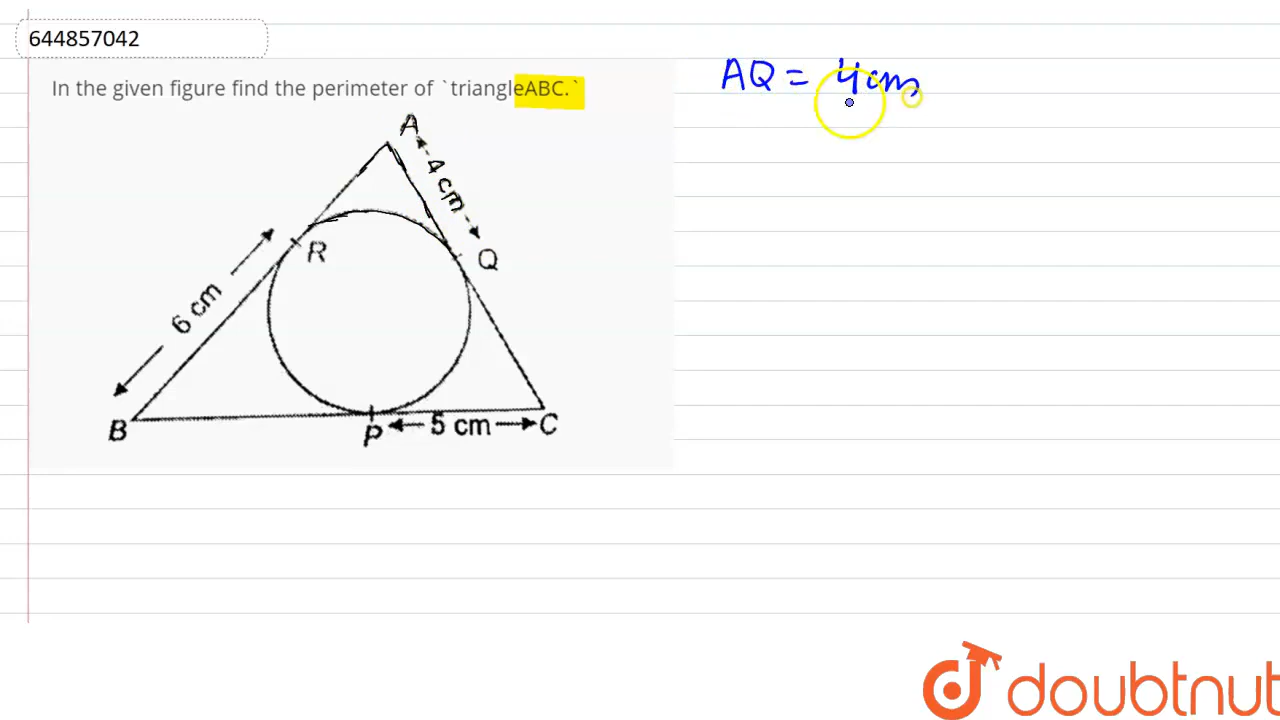 644857042
In the given figure find the perimeter of `triangleABC.`
AQ = 4cm
A
4 cm
R
Q
6 cm
B
P
5 cm
C
doubtnut